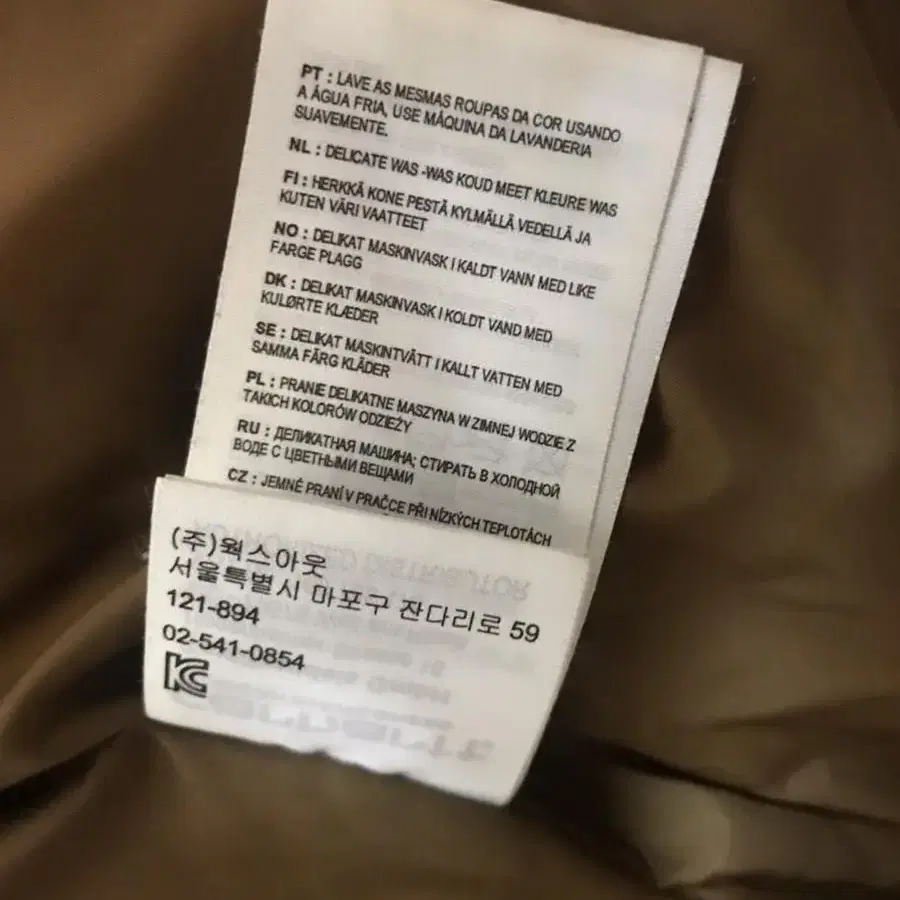 PT : LAVE AS MESMAS ROUPAS DA COR USANDO
A ÁGUA FRIA, USE MÁQUINA DA LAVANDERIA
SUAVEMENTE.
NL : DELICATE WAS -WAS KOUD MEET KLEURE WAS
FI : HERKKÄ KONE PESTÄ KYLMÄLLÄ VEDELLÄ JA
KUTEN VÄRI VAATTEET
NO : DELIKAT MASKINVASK I KALDT VANN MED LIKE
FARGE PLAGG
DK : DELIKAT MASKINVASK I KOLDT VAND MED
KULØRTE KLÆDER
SE : DELIKAT MASKINTVÄTT I KALLT VATTEN MED
SAMMA FÄRG KLÄDER
PL : PRANIE DELIKATNE MASZYNA W ZIMNEJ WODZIE Z
TAKICH KOLORÓW ODZIEŻY
RU : ДЕЛИКАТНАЯ МАШИНА; СТИРАТЬ В ХОЛОДНОЙ
ВОДЕ С ЦВЕТНЫМИ ВЕЩАМИ
CZ : JEMNÉ PRANÍ V PRAČCE PŘI NÍZKÝCH TEPLOTÁCH
(주)웍스아웃
서울특별시 마포구 잔다리로 59
121-894
02-541-0854
KC